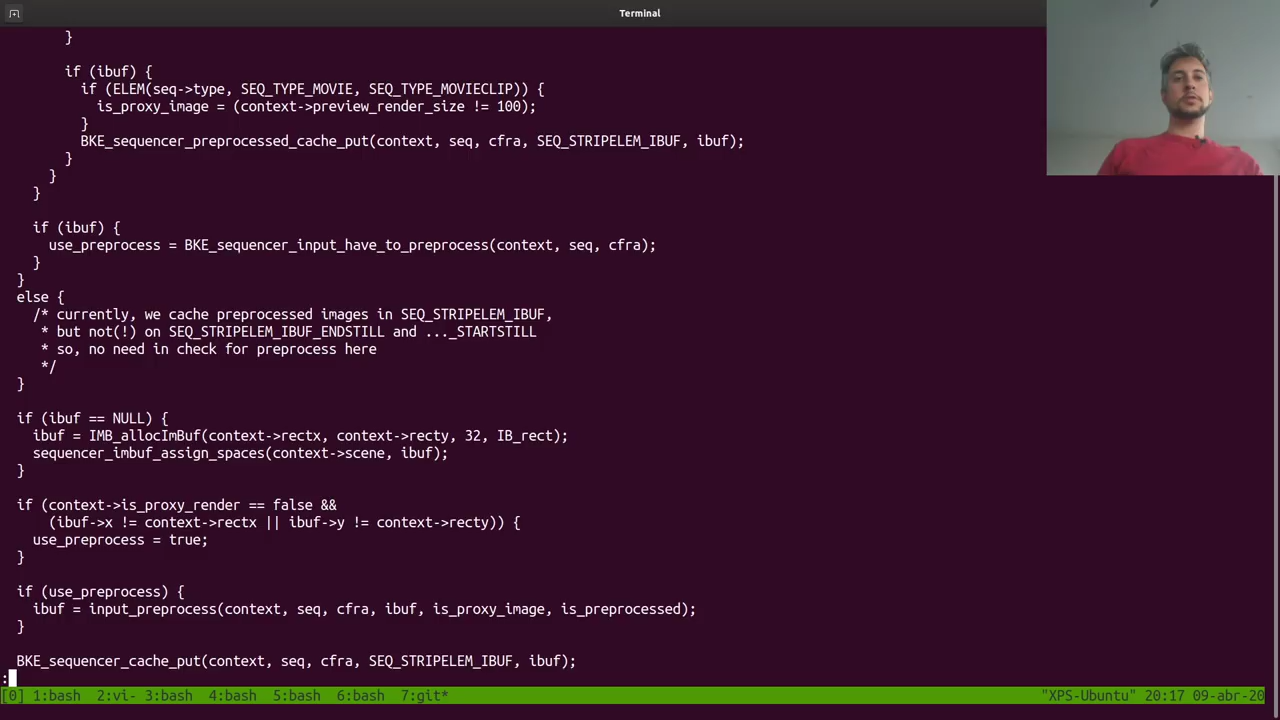 Terminal
}
if (ibuf) {
if (ELEM(seq->type, SEQ_TYPE_MOVIE, SEQ_TYPE_MOVIECLIP)) {
is_proxy_image = (context->preview_render_size != 100);
}
BKE_sequencer_preprocessed_cache_put(context, seq, cfra, SEQ_STRIPELEM_IBUF, ibuf);
}
}
}
if (ibuf) {
use_preprocess = BKE_sequencer_input_have_to_preprocess(context, seq, cfra);
}
}
else {
/* currently, we cache preprocessed images in SEQ_STRIPELEM_IBUF,
* but not(!) on SEQ_STRIPELEM_IBUF_ENDSTILL and ..._STARTSTILL
* so, no need in check for preprocess here
*/
}
if (ibuf == NULL) {
ibuf = IMB_allocImBuf(context->rectx, context->recty, 32, IB_rect);
sequencer_imbuf_assign_spaces(context->scene, ibuf);
}
if (context->is_proxy_render == false &&
(ibuf->x != context->rectx || ibuf->y != context->recty)) {
use_preprocess = true;
}
if (use_preprocess) {
ibuf = input_preprocess(context, seq, cfra, ibuf, is_proxy_image, is_preprocessed);
}
BKE_sequencer_cache_put(context, seq, cfra, SEQ_STRIPELEM_IBUF, ibuf);
:
[0] 1:bash  2:vi- 3:bash  4:bash  5:bash  6:bash  7:git* "XPS-Ubuntu" 20:17 09-abr-20